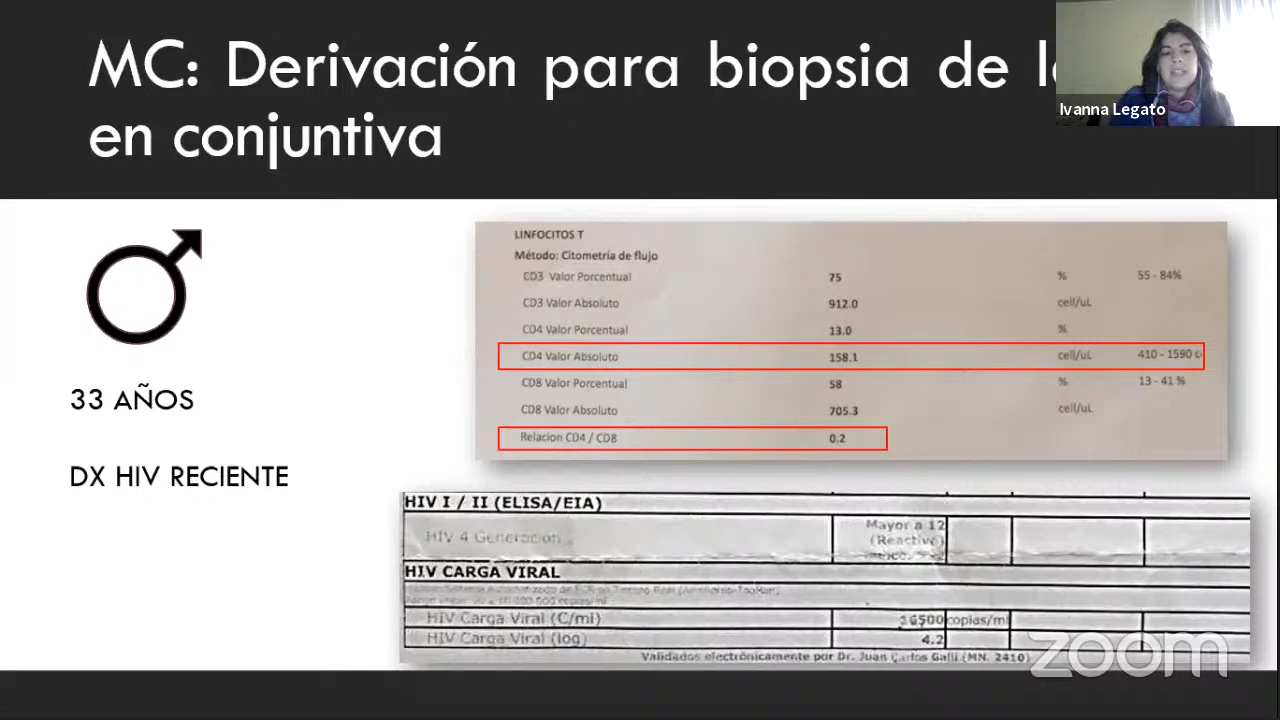 MC: Derivación para biopsia de
en conjuntiva
Ivanna Legato
33 AÑOS
DX HIV RECIENTE
LINFOCITOS T
Método: Citometría de flujo
CD3 Valor Porcentual 75 % 55 - 84%
CD3 Valor Absoluto 912.0 cell/uL
CD4 Valor Porcentual 13.0 %
CD4 Valor Absoluto 158.1 cell/uL 410 - 1590 c
CD8 Valor Porcentual 58 % 13 - 41 %
CD8 Valor Absoluto 705.3 cell/uL
Relacion CD4 / CD8 0.2
HIV I / II (ELISA/EIA)
HIV 4 Generacion Mayor a 12
(Reactivo)
HIV CARGA VIRAL
HIV Carga Viral (C/ml) 16500 copias/ml
HIV Carga Viral (log) 4.2
Validados electrónicamente por Dr. Juan Carlos Galli (MN. 2410)
zoom